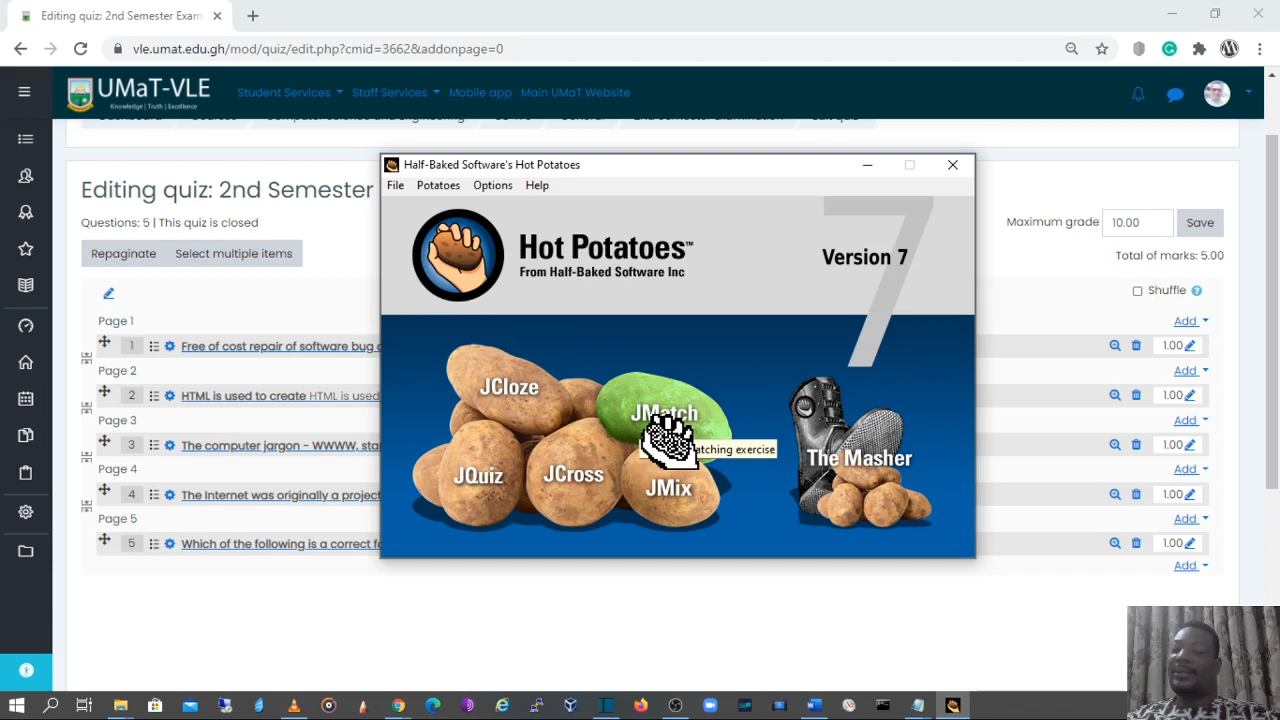 Editing quiz: 2nd Semester Exam
vle.umat.edu.gh/mod/quiz/edit.php?cmid=3662&addonpage=0
UMaT-VLE
Knowledge | Truth | Excellence
Student Services
Staff Services
Mobile app
Main UMaT Website
Editing quiz: 2nd Semester
Questions: 5 | This quiz is closed
Repaginate
Select multiple items
Maximum grade
10.00
Save
Total of marks: 5.00
Shuffle
Page 1
Add
1
Free of cost repair of software bug
1.00
Page 2
Add
2
HTML is used to create HTML is used
1.00
Page 3
Add
3
The computer jargon - WWWW, sta
1.00
Page 4
Add
4
The Internet was originally a project
1.00
Page 5
Add
5
Which of the following is a correct fo
1.00
Add
Half-Baked Software's Hot Potatoes
File
Potatoes
Options
Help
Hot Potatoes™
From Half-Baked Software Inc
Version 7
7
JCloze
JMatch
atching exercise
JQuiz
JCross
JMix
The Masher